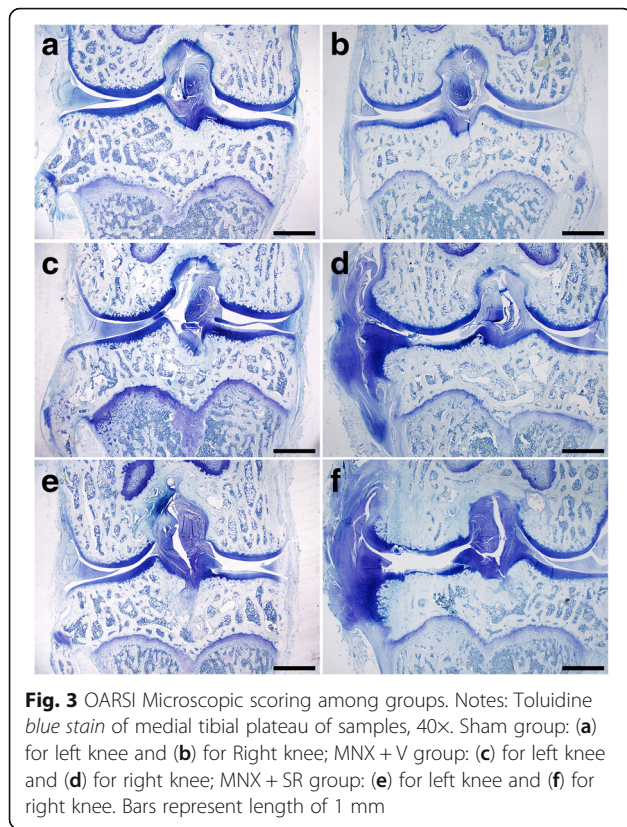 a
b
c
d
e
f
Fig. 3 OARSI Microscopic scoring among groups. Notes: Toluidine
blue stain of medial tibial plateau of samples, 40×. Sham group: (a)
for left knee and (b) for Right knee; MNX + V group: (c) for left knee
and (d) for right knee; MNX + SR group: (e) for left knee and (f) for
right knee. Bars represent length of 1 mm